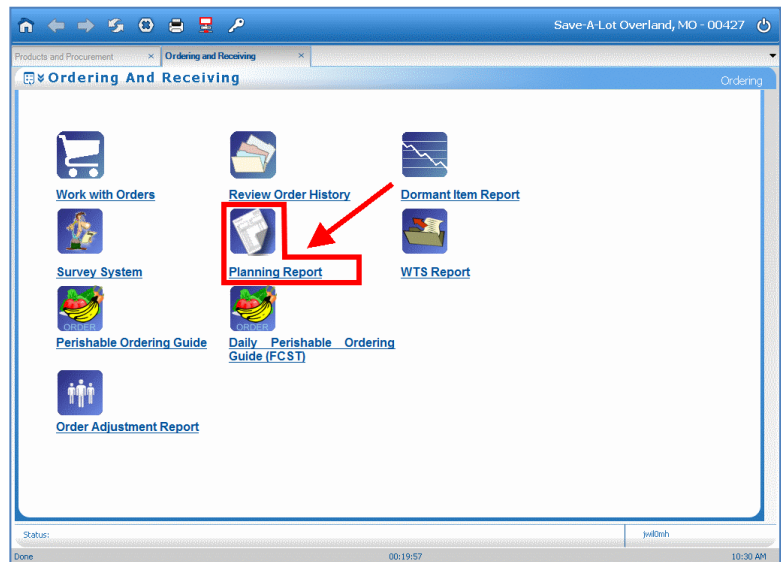 Save-A-Lot Overland, MO - 00427
Products and Procurement × Ordering and Receiving ×
Ordering And Receiving
Ordering
Work with Orders
Review Order History
Dormant Item Report
Survey System
Planning Report
WTS Report
ORDER
Perishable Ordering Guide
ORDER
Daily Perishable Ordering
Guide (FCST)
Order Adjustment Report
Status:
jwil0mh
Done
00:19:57
10:30 AM